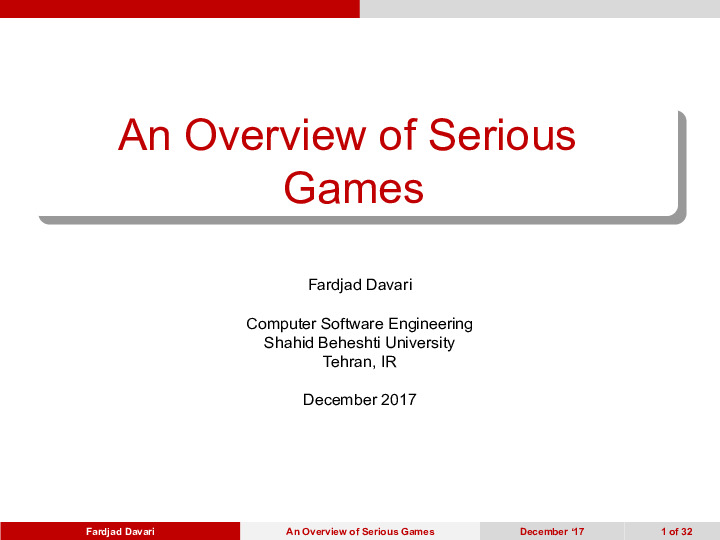 An Overview of Serious
Games
Fardjad Davari
Computer Software Engineering
Shahid Beheshti University
Tehran, IR
December 2017
Fardjad Davari An Overview of Serious Games December ‘17 1 of 32